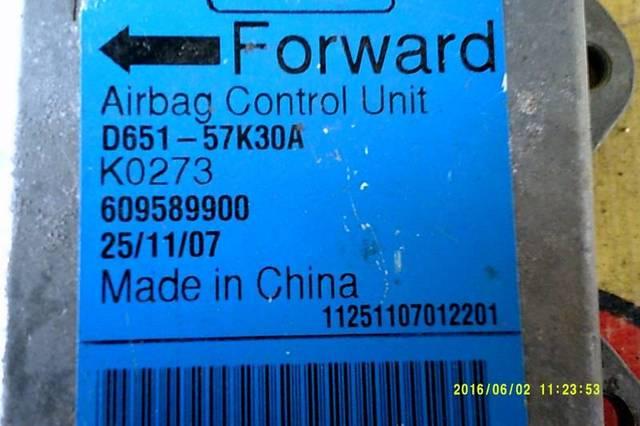 Forward
Airbag Control Unit
D651-57K30A
K0273
609589900
25/11/07
Made in China
11251107012201
2016/06/02 11:23:53